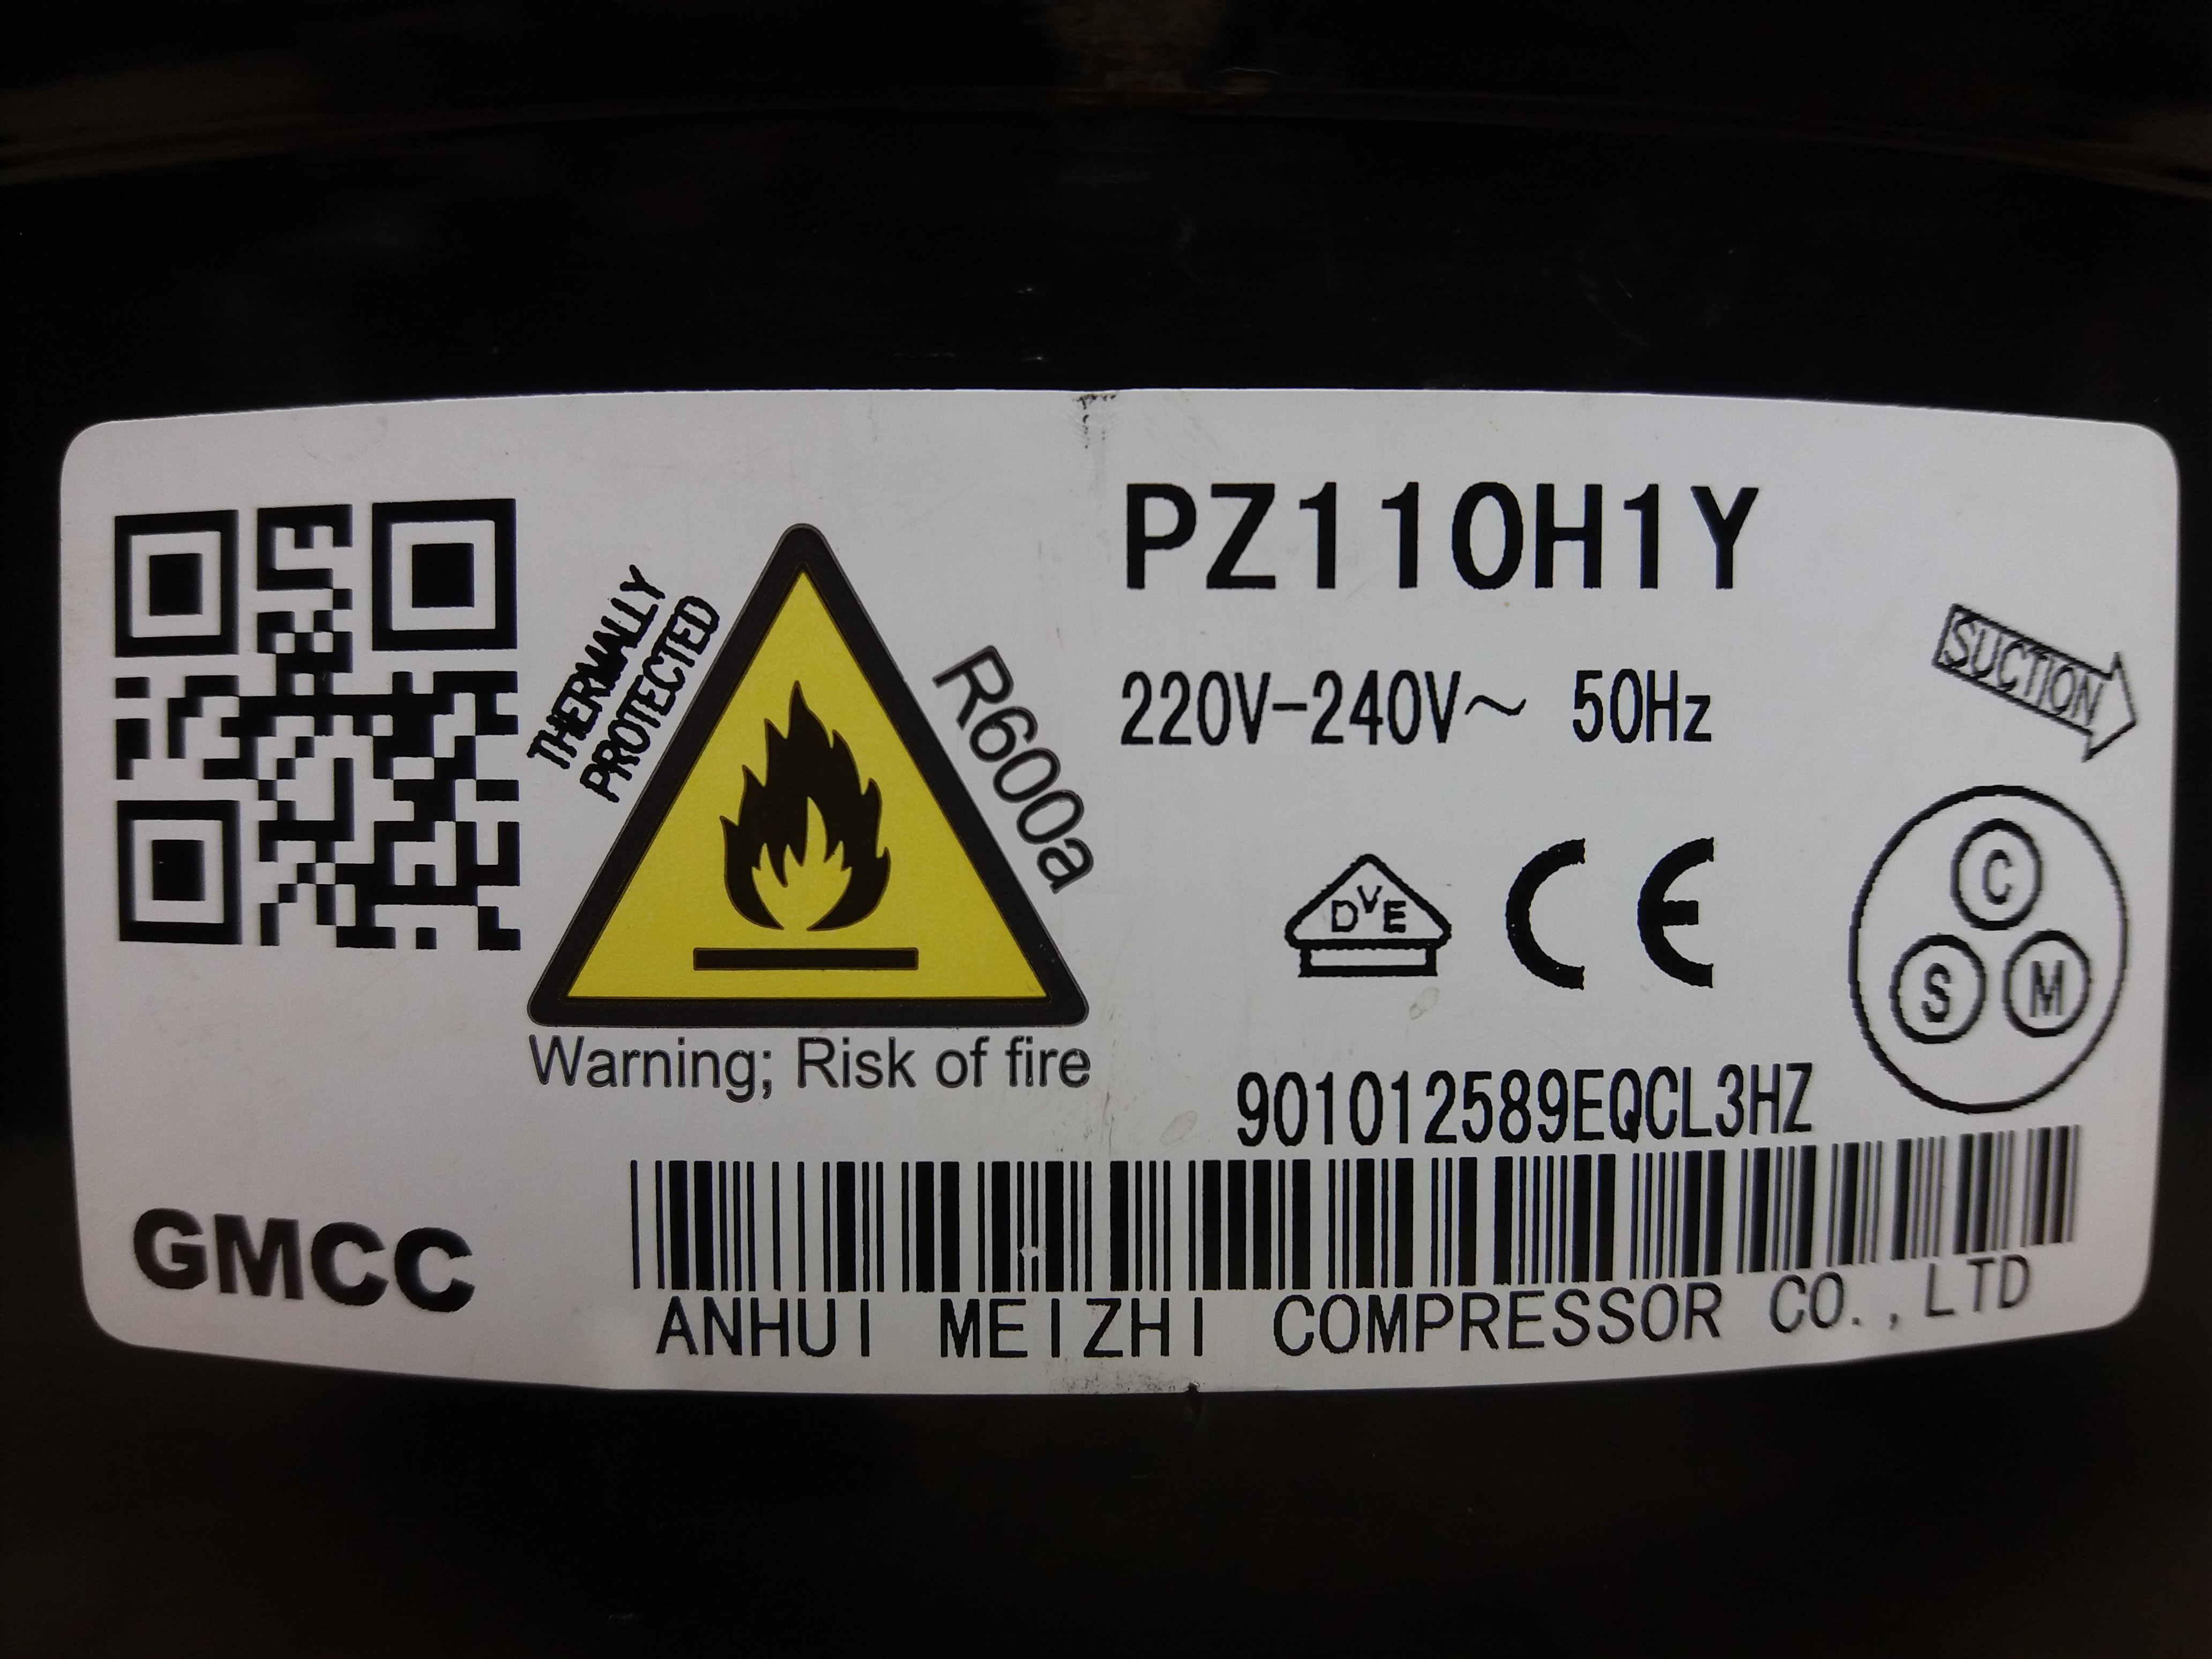 PZ110H1Y
THERMALLY
PROTECTED
R600a
220V-240V~ 50Hz
SUCTION
DVE
CE
C
S
M
Warning; Risk of fire
901012589EQCL3HZ
GMCC
ANHUI MEIZHI COMPRESSOR CO.,LTD